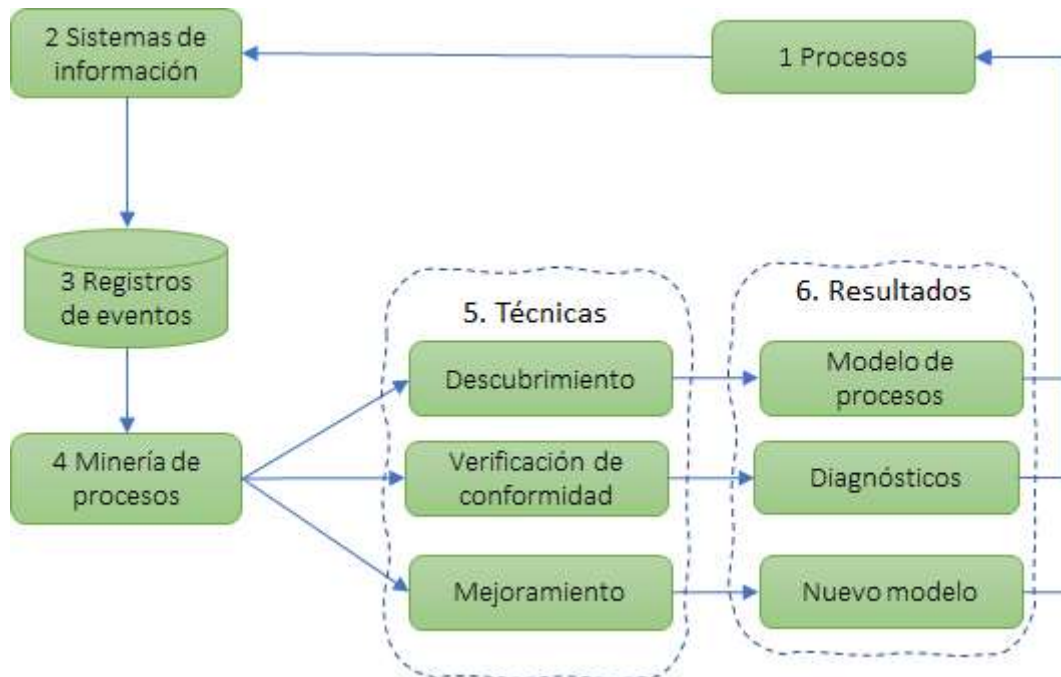 2 Sistemas de
información
1 Procesos
3 Registros
de eventos
5. Técnicas
6. Resultados
Descubrimiento
Modelo de
procesos
4 Minería de
procesos
Verificación de
conformidad
Diagnósticos
Mejoramiento
Nuevo modelo